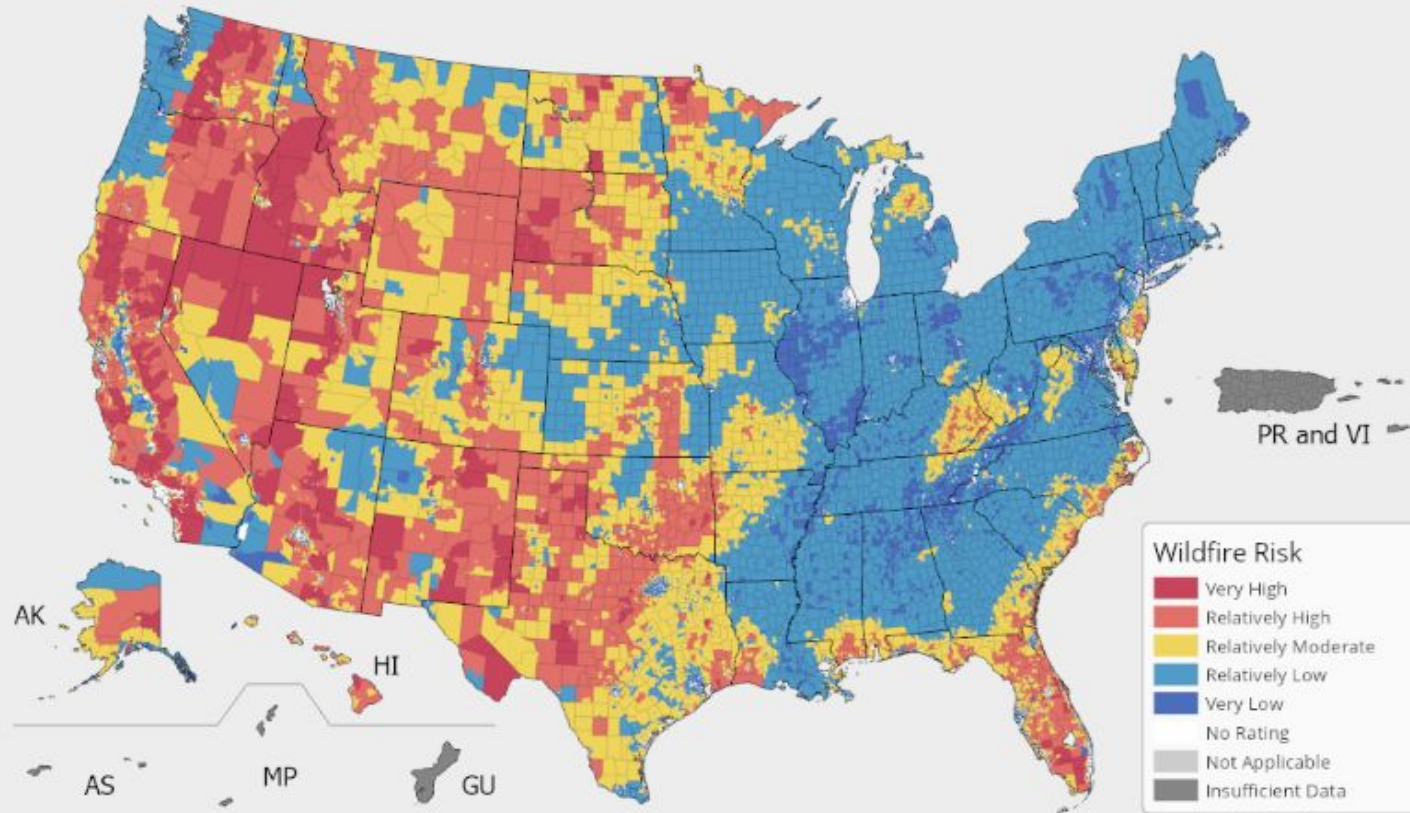 PR and VI
AK
HI
AS
MP
GU
Wildfire Risk
Very High
Relatively High
Relatively Moderate
Relatively Low
Very Low
No Rating
Not Applicable
Insufficient Data